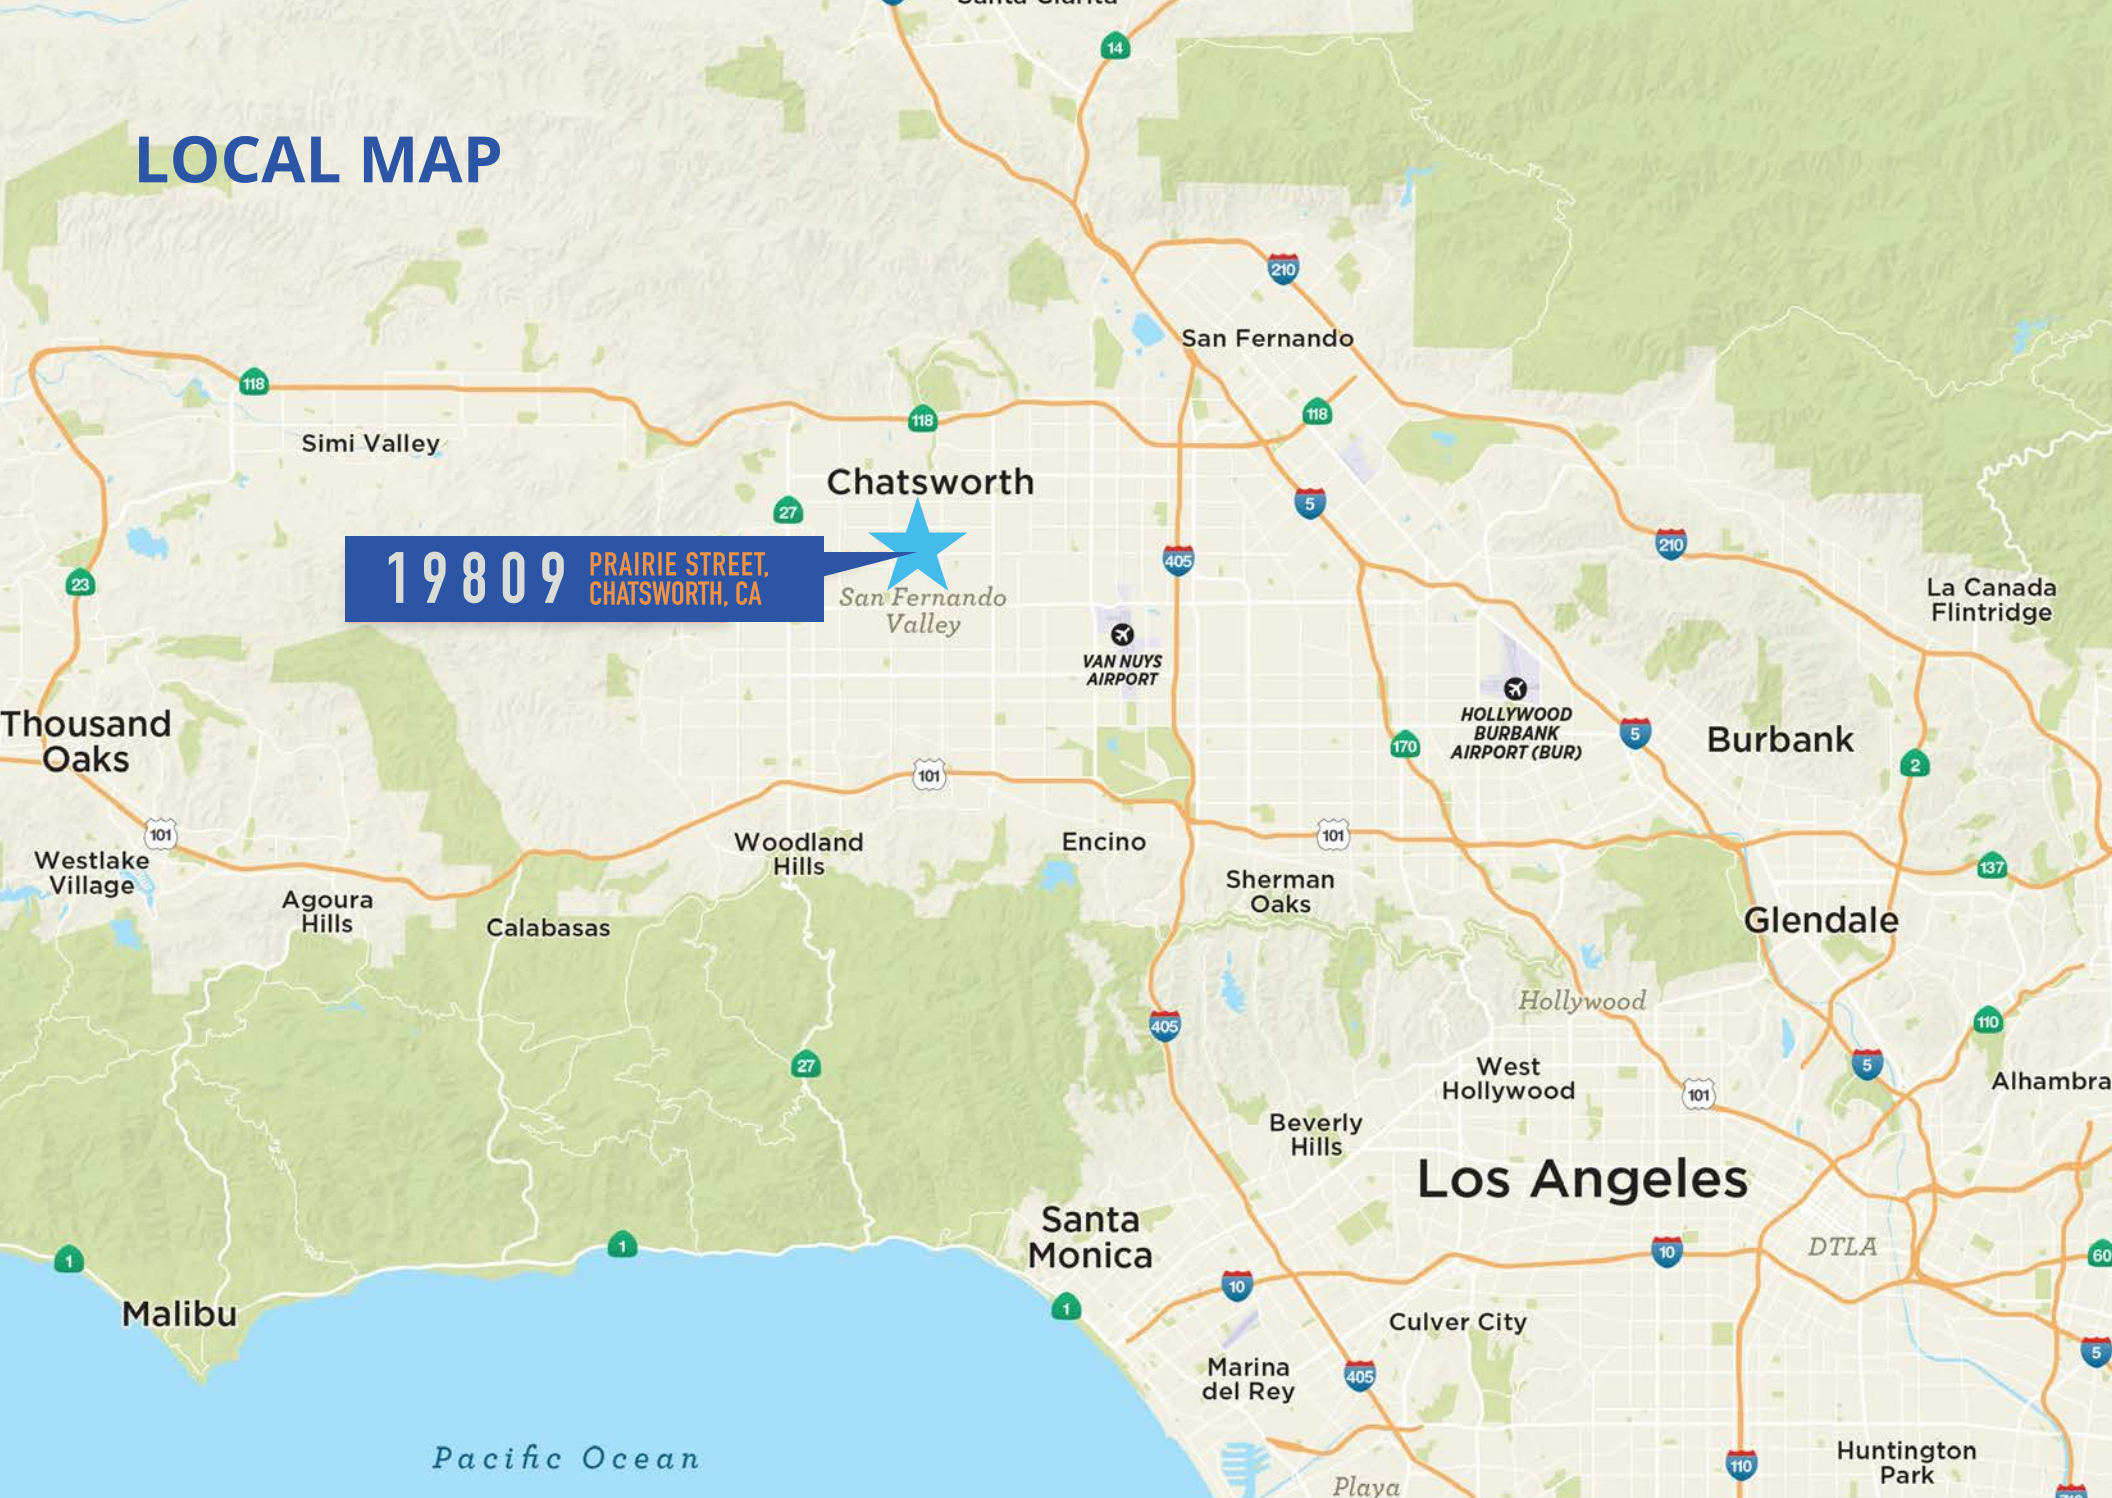 Santa Clarita
14
LOCAL MAP
210
San Fernando
118
118
118
Simi Valley
Chatsworth
27
5
19809 PRAIRIE STREET,
CHATSWORTH, CA
405
210
23
San Fernando
Valley
La Canada
Flintridge
VAN NUYS
AIRPORT
HOLLYWOOD
BURBANK
AIRPORT (BUR)
Thousand
Oaks
170
5
Burbank
2
101
101
101
Westlake
Village
Woodland
Hills
Encino
137
Agoura
Hills
Calabasas
Sherman
Oaks
Glendale
Hollywood
405
110
27
West
Hollywood
5
101
Alhambra
Beverly
Hills
Los Angeles
Santa
Monica
1
1
1
10
10
DTLA
60
Malibu
Culver City
Marina
del Rey
405
5
Pacific Ocean
Playa
110
Huntington
Park
710